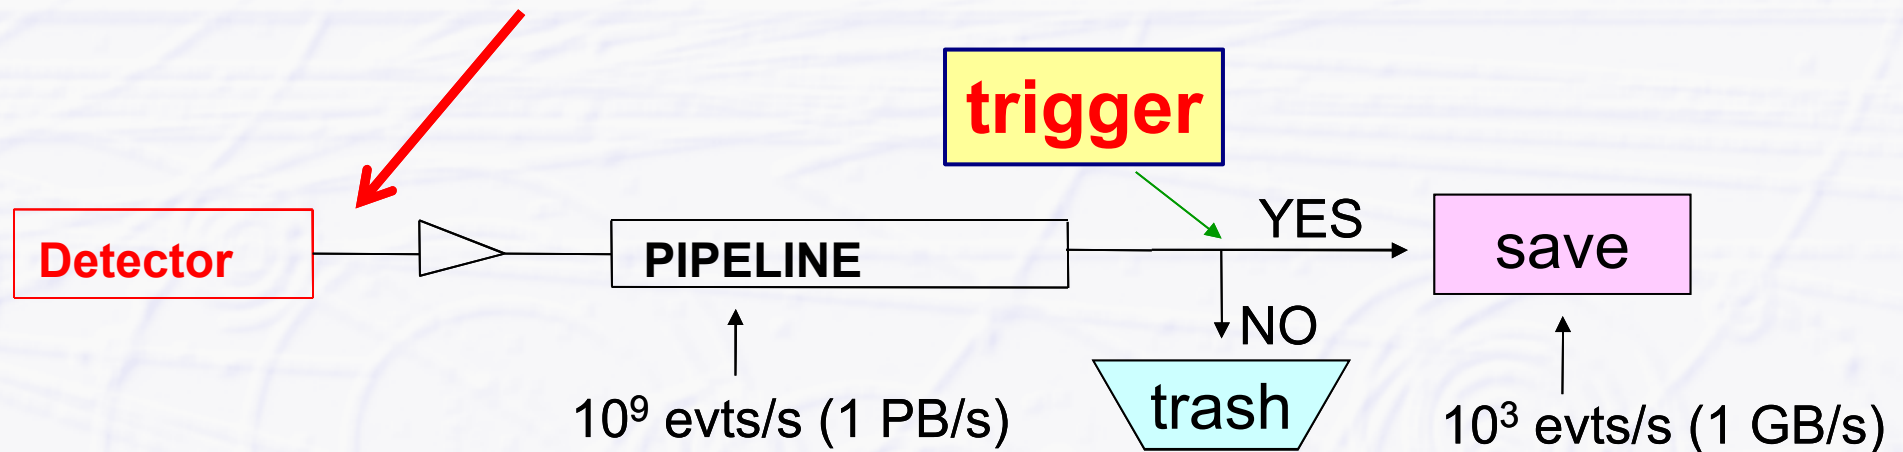 trigger
Detector
PIPELINE
YES
save
NO
trash
10⁹ evts/s (1 PB/s)
10³ evts/s (1 GB/s)